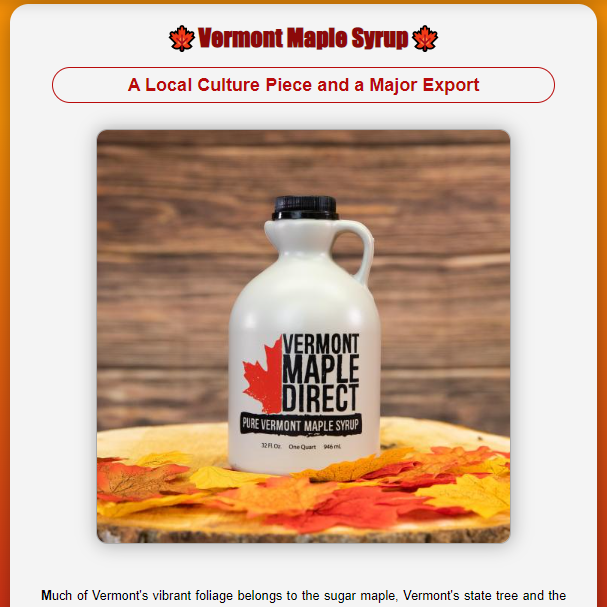 Vermont Maple Syrup
A Local Culture Piece and a Major Export
VERMONT
MAPLE
DIRECT
PURE VERMONT MAPLE SYRUP
32 Fl. Oz. One Quart 946 mL
Much of Vermont's vibrant foliage belongs to the sugar maple, Vermont's state tree and the